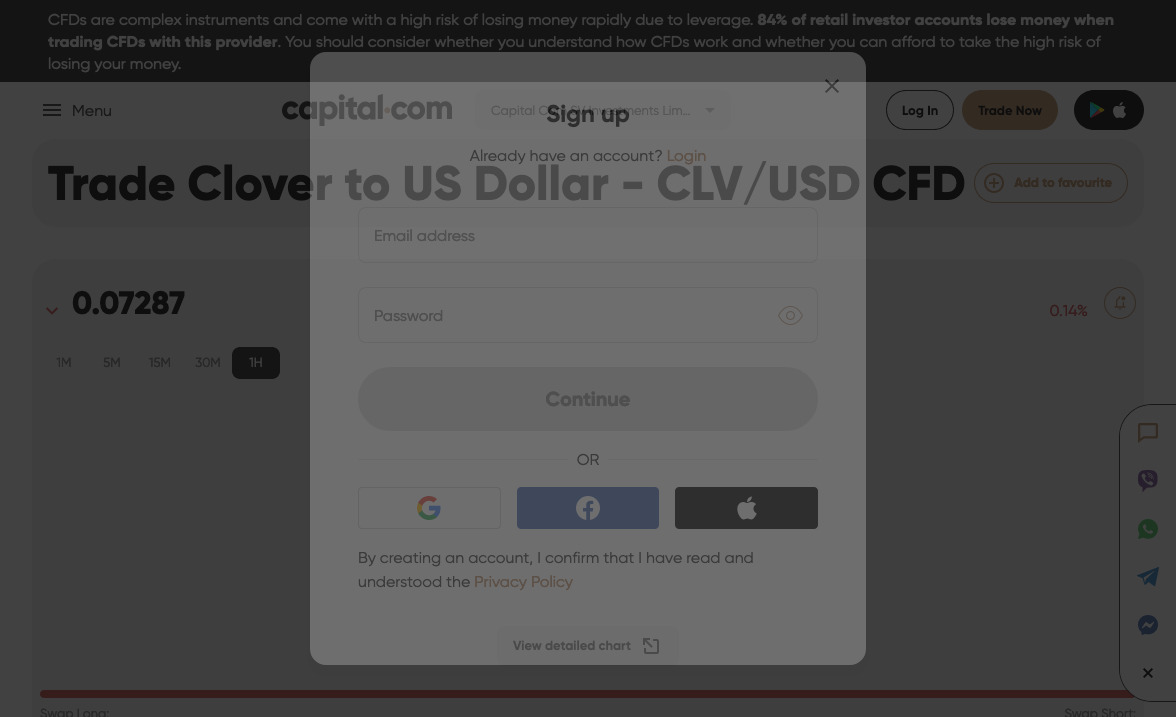 CFDs are complex instruments and come with a high risk of losing money rapidly due to leverage. 84% of retail investor accounts lose money when
trading CFDs with this provider. You should consider whether you understand how CFDs work and whether you can afford to take the high risk of
losing your money.
Menu
capital.com
Capital Com SV Investments Lim...
Log In
Trade Now
Sign up
Already have an account? Login
Trade Clover to US Dollar - CLV/USD CFD
Add to favourite
Email address
0.07287
0.14%
Password
1M 5M 15M 30M 1H
Continue
OR
By creating an account, I confirm that I have read and
understood the Privacy Policy
View detailed chart
Swap Long:
Swap Short: